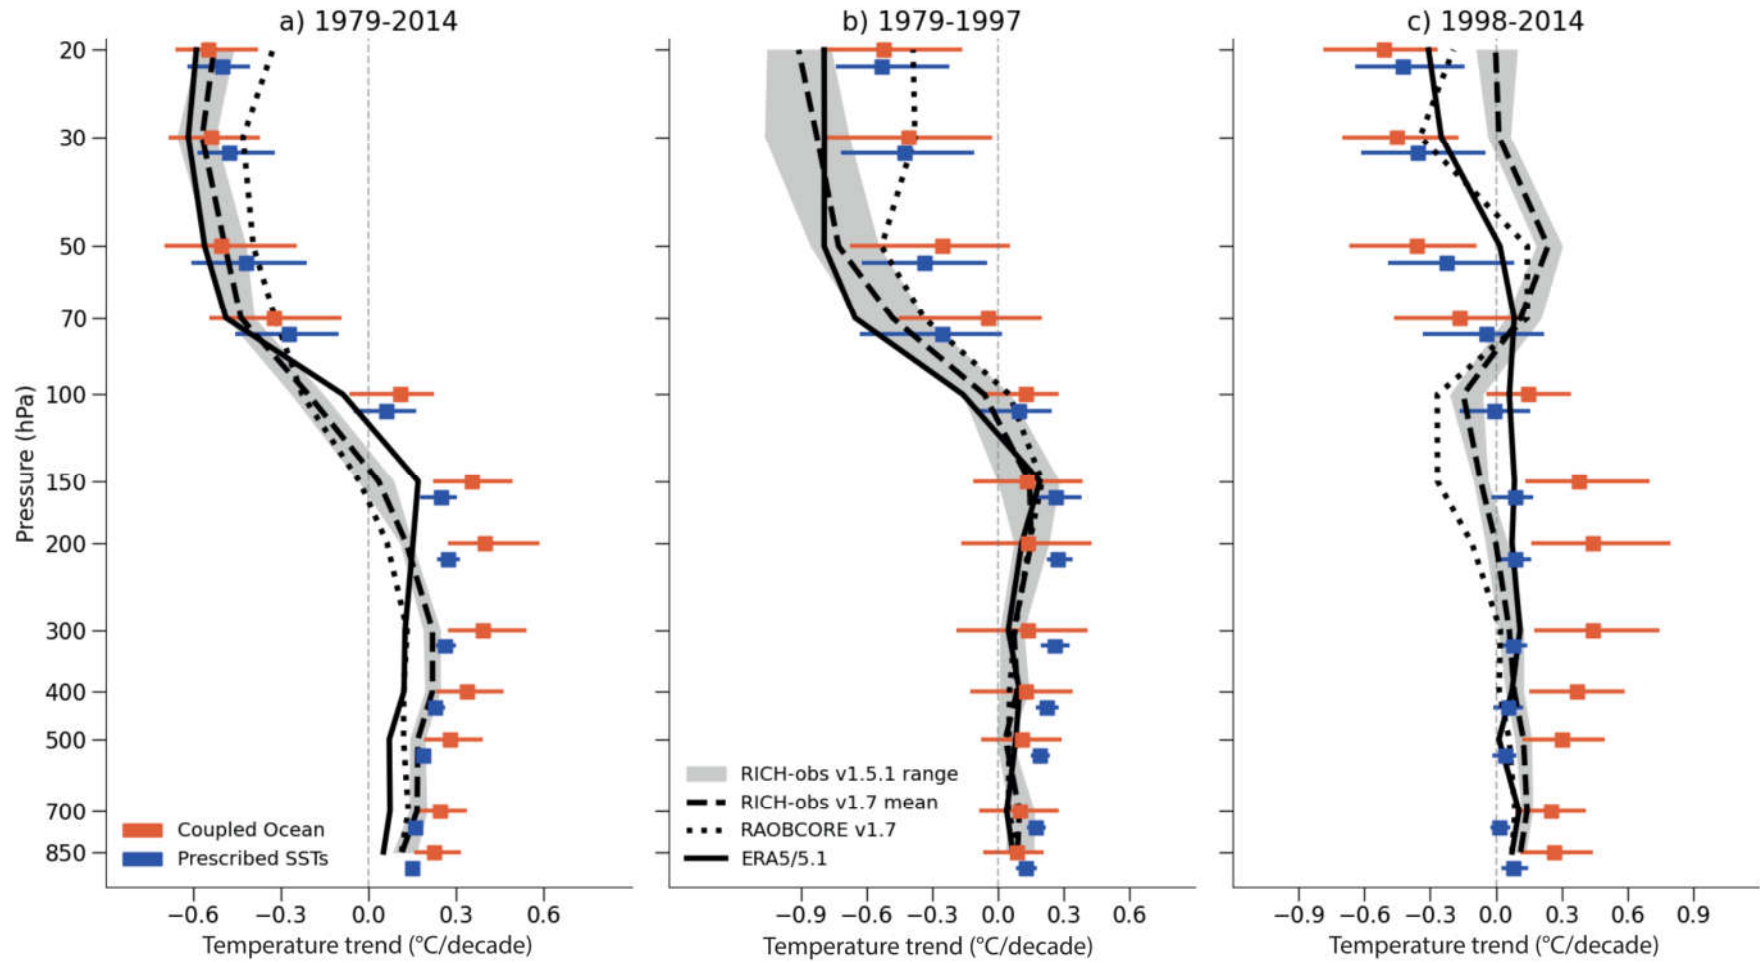 a) 1979-2014
b) 1979-1997
c) 1998-2014
Pressure (hPa)
20
30
50
70
100
150
200
300
400
500
700
850
Coupled Ocean
Prescribed SSTs
RICH-obs v1.5.1 range
RICH-obs v1.7 mean
RAOBCORE v1.7
ERA5/5.1
−0.6 −0.3 0.0 0.3 0.6
−0.9 −0.6 −0.3 0.0 0.3 0.6
−0.9 −0.6 −0.3 0.0 0.3 0.6 0.9
Temperature trend (°C/decade)
Temperature trend (°C/decade)
Temperature trend (°C/decade)